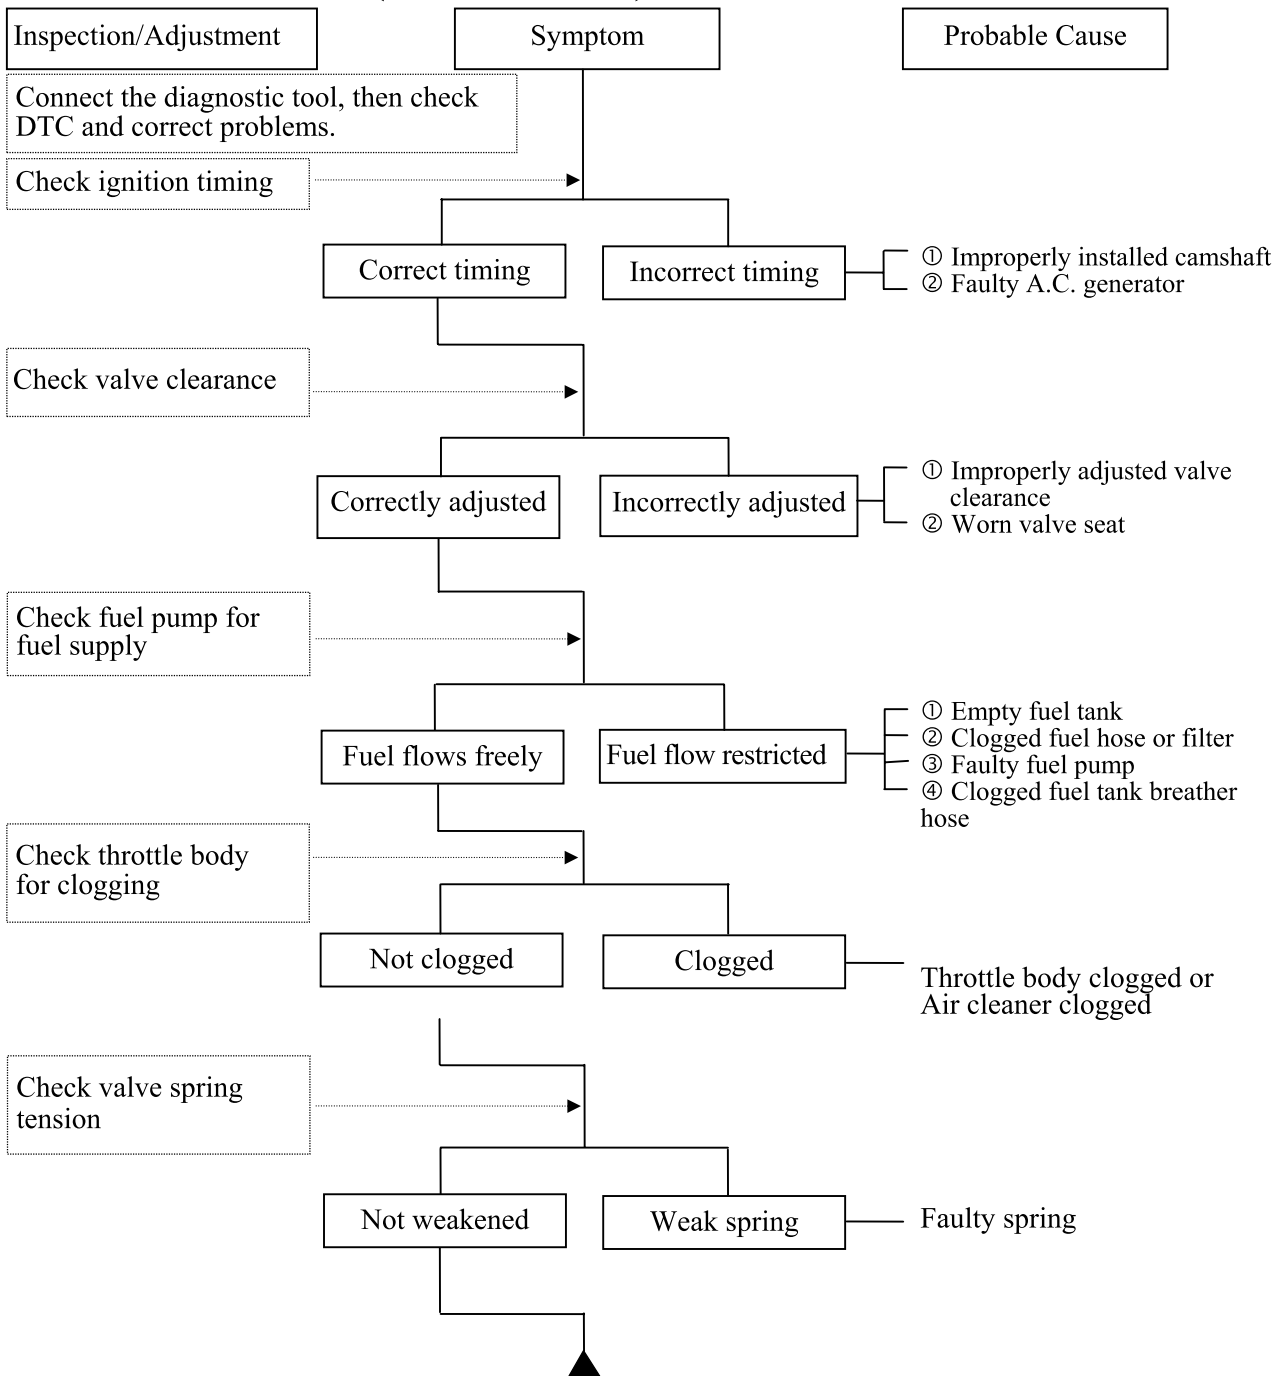 Inspection/Adjustment
Symptom
Probable Cause
Connect the diagnostic tool, then check
DTC and correct problems.
Check ignition timing
Correct timing
Incorrect timing
① Improperly installed camshaft
② Faulty A.C. generator
Check valve clearance
Correctly adjusted
Incorrectly adjusted
① Improperly adjusted valve
clearance
② Worn valve seat
Check fuel pump for
fuel supply
Fuel flows freely
Fuel flow restricted
① Empty fuel tank
② Clogged fuel hose or filter
③ Faulty fuel pump
④ Clogged fuel tank breather
hose
Check throttle body
for clogging
Not clogged
Clogged
Throttle body clogged or
Air cleaner clogged
Check valve spring
tension
Not weakened
Weak spring
Faulty spring